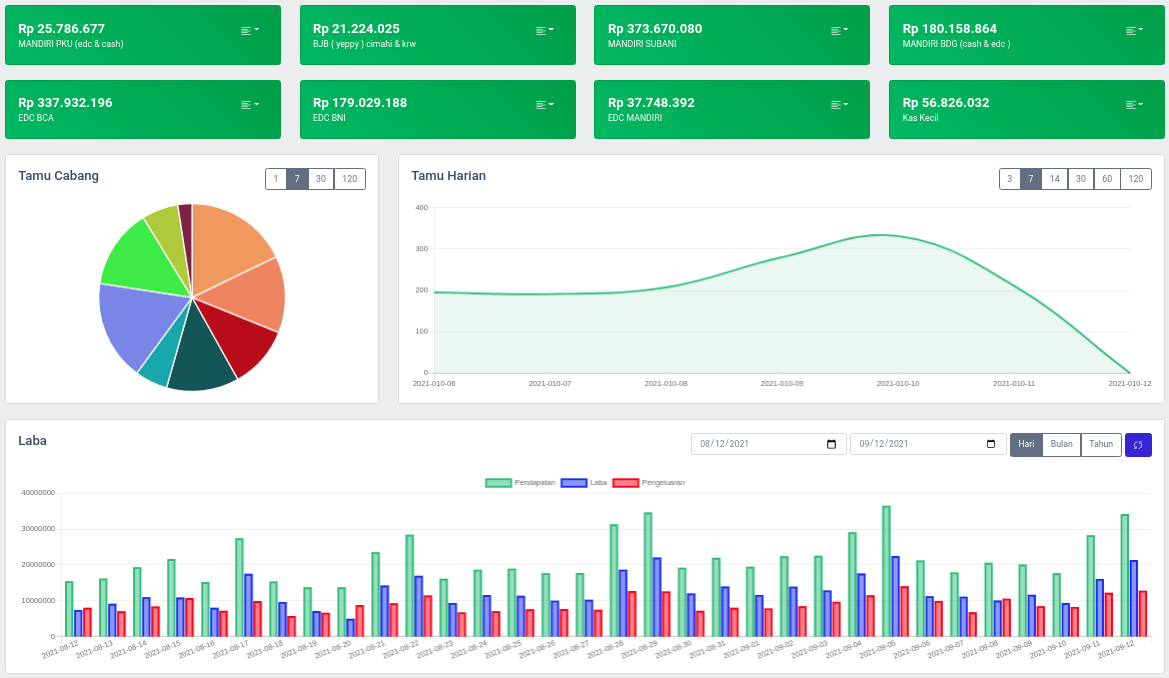 Rp 25.786.677
MANDIRI PKU (edc & cash)
Rp 21.224.025
BJB ( yeppy ) cimahi & krw
Rp 373.670.080
MANDIRI SUBANI
Rp 180.158.864
MANDIRI BDG (cash & edc )
Rp 337.932.196
EDC BCA
Rp 179.029.188
EDC BNI
Rp 37.748.392
EDC MANDIRI
Rp 56.826.032
Kas Kecil
Tamu Cabang
1 7 30 120
Tamu Harian
3 7 14 30 60 120
400
300
200
100
0
2021-010-06 2021-010-07 2021-010-08 2021-010-09 2021-010-10 2021-010-11 2021-010-12
Laba
08/12/2021 09/12/2021 Hari Bulan Tahun
Pendapatan Laba Pengeluaran
40000000
30000000
20000000
10000000
0
2021-08-12 2021-08-13 2021-08-14 2021-08-15 2021-08-16 2021-08-17 2021-08-18 2021-08-19 2021-08-20 2021-08-21 2021-08-22 2021-08-23 2021-08-24 2021-08-25 2021-08-26 2021-08-27 2021-08-28 2021-08-29 2021-08-30 2021-08-31 2021-09-01 2021-09-02 2021-09-03 2021-09-04 2021-09-05 2021-09-06 2021-09-07 2021-09-08 2021-09-09 2021-09-10 2021-09-11 2021-09-12